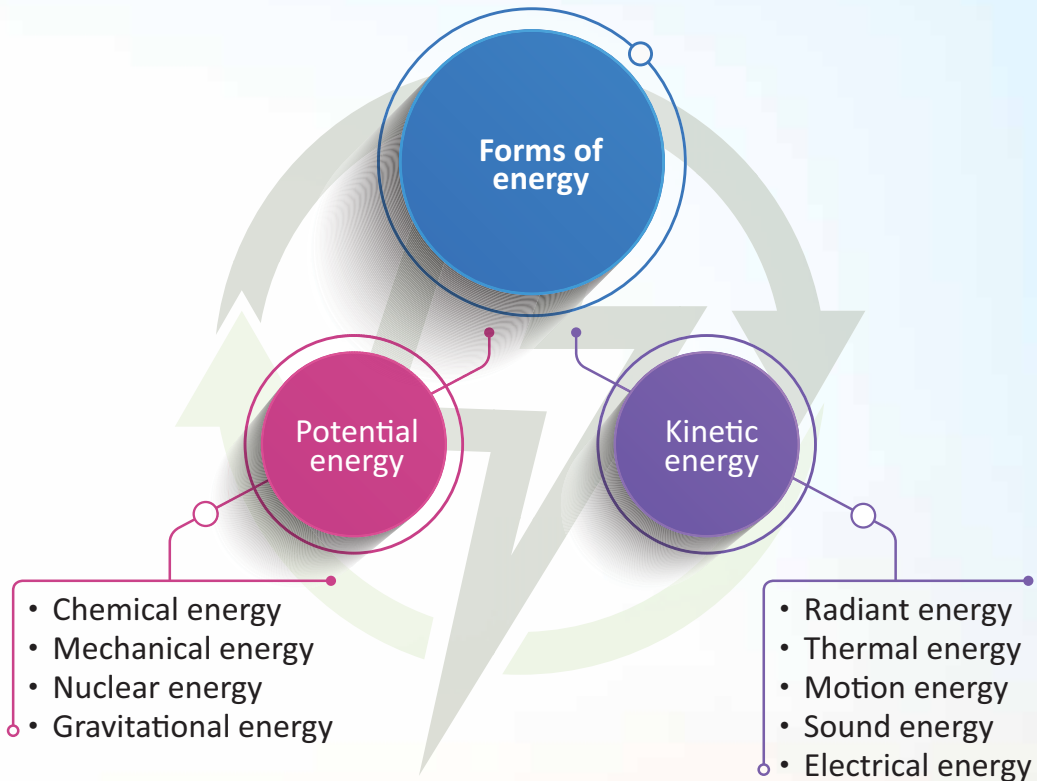 Forms of
energy
Potential
energy
Kinetic
energy
• Chemical energy
• Mechanical energy
• Nuclear energy
• Gravitational energy
• Radiant energy
• Thermal energy
• Motion energy
• Sound energy
• Electrical energy